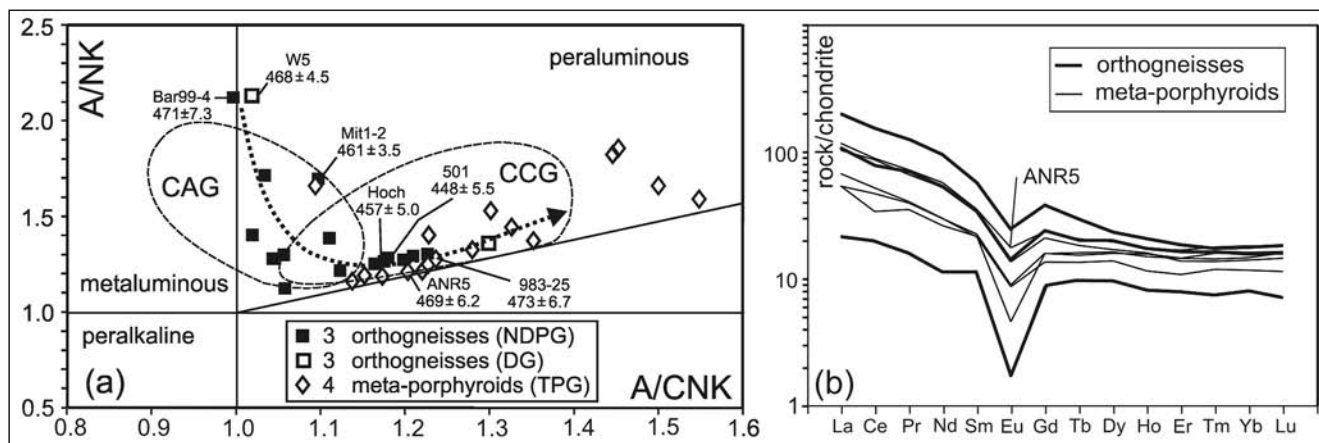 2.5
2.0
1.5
1.0
0.5
A/NK
W5
468±4.5
Bar99-4
471±7.3
peraluminous
Mit1-2
461±3.5
CAG
CCG
501
448±5.5
Hoch
457±5.0
metaluminous
ANR5
469±6.2
983-25
473±6.7
peralkaline
3 orthogneisses (NDPG)
3 orthogneisses (DG)
4 meta-porphyroids (TPG)
(a)
A/CNK
0.8 0.9 1.0 1.1 1.2 1.3 1.4 1.5 1.6
rock/chondrite
100
10
1
orthogneisses
meta-porphyroids
ANR5
(b)
La Ce Pr Nd Sm Eu Gd Tb Dy Ho Er Tm Yb Lu